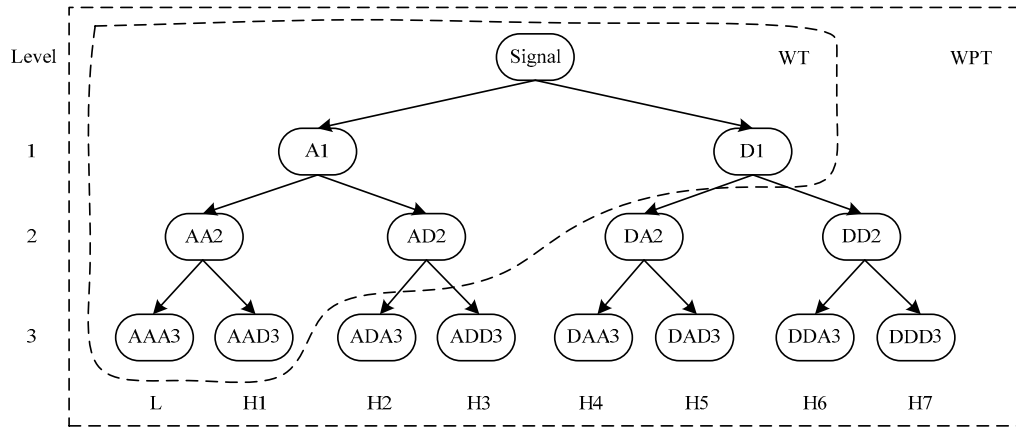 Level Signal WT WPT
1 A1 D1
2 AA2 AD2 DA2 DD2
3 AAA3 AAD3 ADA3 ADD3 DAA3 DAD3 DDA3 DDD3
L H1 H2 H3 H4 H5 H6 H7